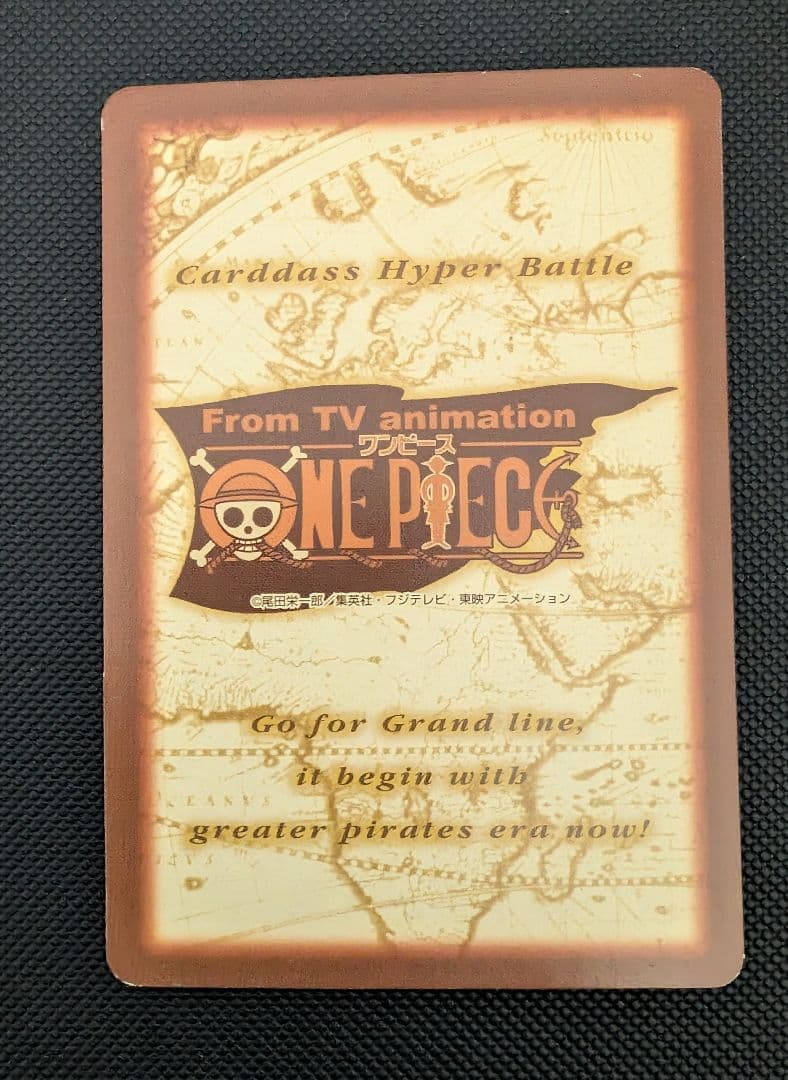 Septentrio
Carddass Hyper Battle
From TV animation
ワンピース
ONE PIECE
©尾田栄一郎／集英社・フジテレビ・東映アニメーション
Go for Grand line,
it begin with
greater pirates era now!